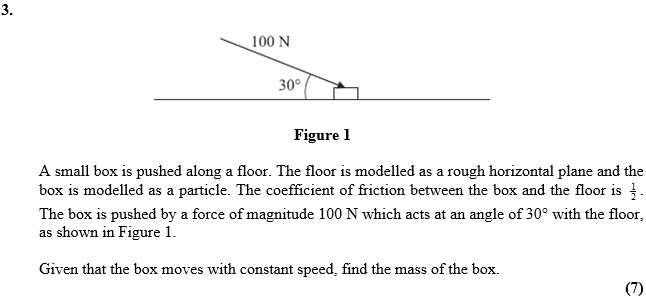 3.
100 N
30°
Figure 1
A small box is pushed along a floor. The floor is modelled as a rough horizontal plane and the
box is modelled as a particle. The coefficient of friction between the box and the floor is ½.
The box is pushed by a force of magnitude 100 N which acts at an angle of 30° with the floor,
as shown in Figure 1.
Given that the box moves with constant speed, find the mass of the box.
(7)